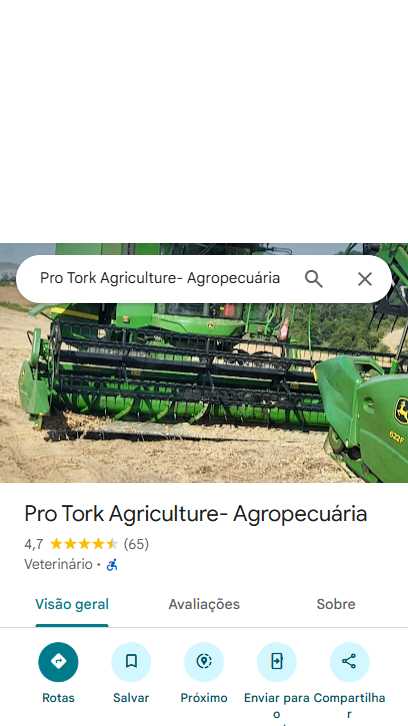 Pro Tork Agriculture- Agropecuária
622F
Pro Tork Agriculture- Agropecuária
4,7 (65)
Veterinário •
Visão geral Avaliações Sobre
Rotas Salvar Próximo Enviar para o Compartilhar